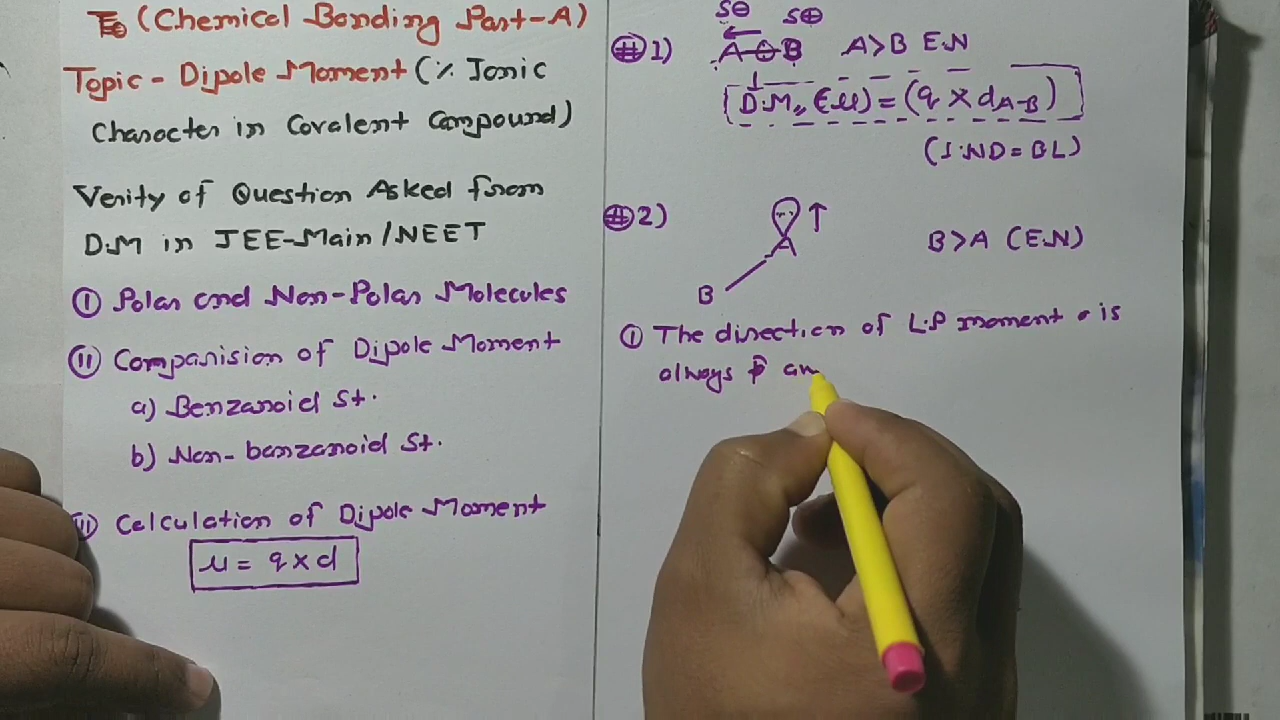 (Chemical Bonding Part-A)
Topic - Dipole Moment (% Ionic
Character in Covalent Compound)
Verity of Question Asked from
D.M in JEE-Main/NEET
(I) Polar and Non-Polar Molecules
(II) Comparision of Dipole Moment
a) Benzanoid St.
b) Non-benzanoid St.
(III) Calculation of Dipole Moment
μ = q × d
δ⊖ δ⊕
# 1) A B A>B E.N
D.M,, (μ) = (q × dA-B)
(I.ND = BL)
# 2) A B>A (E.N)
B
(I) The direction of L.P moment is
always